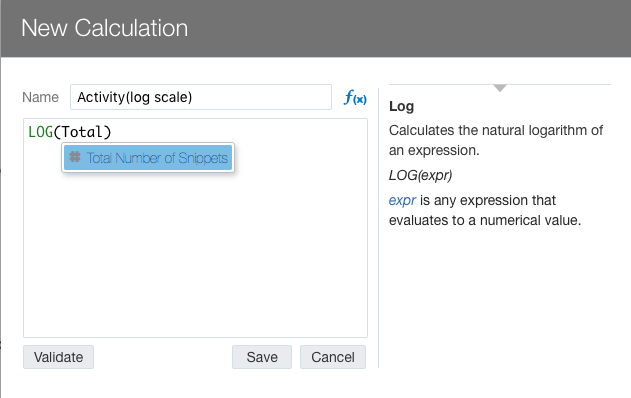 New Calculation
Name Activity(log scale) f(x)
LOG(Total)
# Total Number of Snippets
Validate Save Cancel
Log
Calculates the natural logarithm of
an expression.
LOG(expr)
expr is any expression that
evaluates to a numerical value.